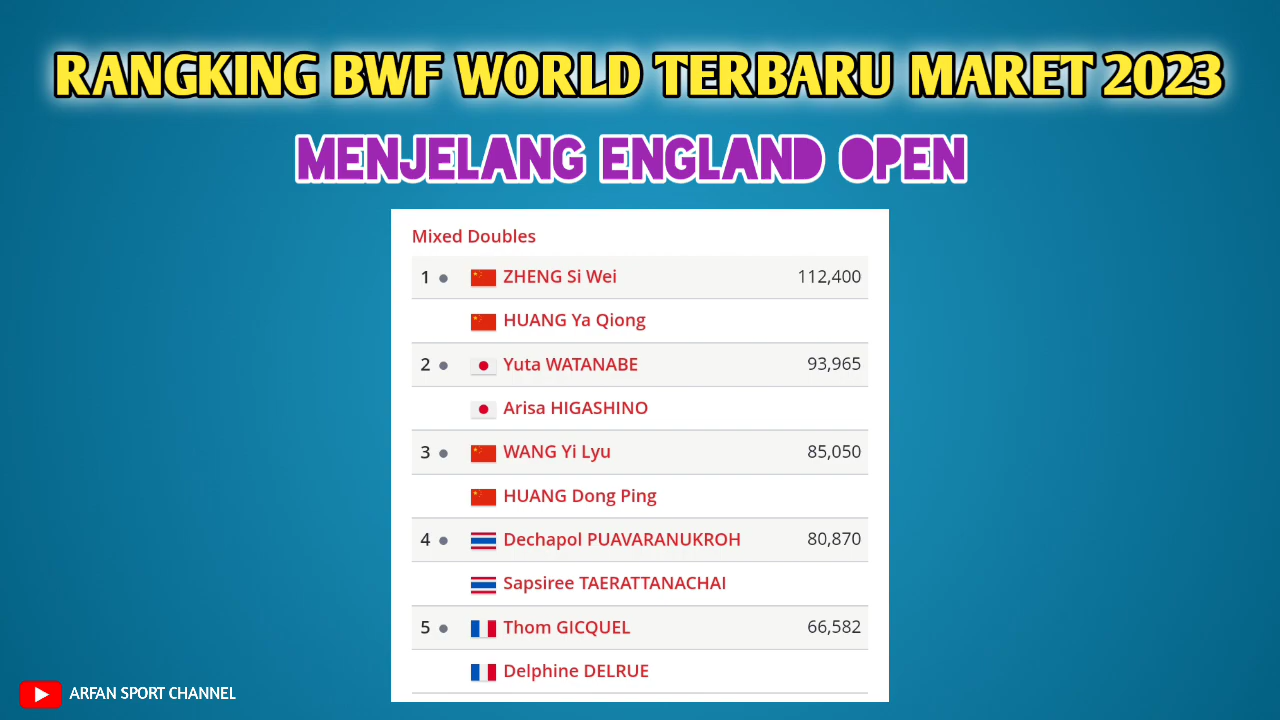 RANGKING BWF WORLD TERBARU MARET 2023
MENJELANG ENGLAND OPEN
Mixed Doubles
1 ZHENG Si Wei 112,400
HUANG Ya Qiong
2 Yuta WATANABE 93,965
Arisa HIGASHINO
3 WANG Yi Lyu 85,050
HUANG Dong Ping
4 Dechapol PUAVARANUKROH 80,870
Sapsiree TAERATTANACHAI
5 Thom GICQUEL 66,582
Delphine DELRUE
ARFAN SPORT CHANNEL